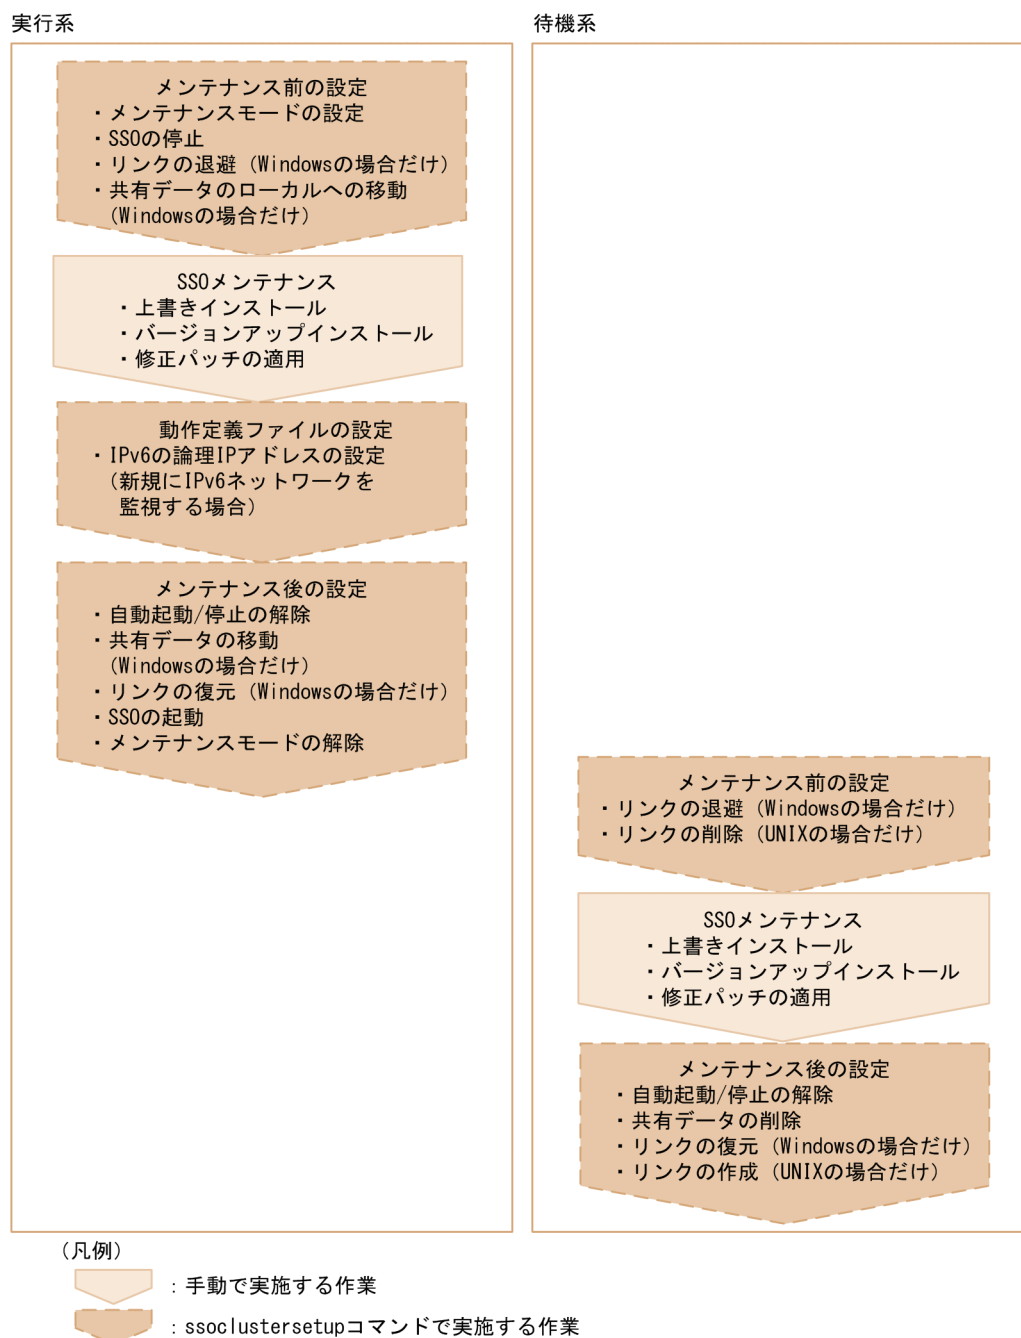 実行系
メンテナンス前の設定
・メンテナンスモードの設定
・SSOの停止
・リンクの退避（Windowsの場合だけ）
・共有データのローカルへの移動
（Windowsの場合だけ）
SSOメンテナンス
・上書きインストール
・バージョンアップインストール
・修正パッチの適用
動作定義ファイルの設定
・IPv6の論理IPアドレスの設定
（新規にIPv6ネットワークを
監視する場合）
メンテナンス後の設定
・自動起動/停止の解除
・共有データの移動
（Windowsの場合だけ）
・リンクの復元（Windowsの場合だけ）
・SSOの起動
・メンテナンスモードの解除
待機系
メンテナンス前の設定
・リンクの退避（Windowsの場合だけ）
・リンクの削除（UNIXの場合だけ）
SSOメンテナンス
・上書きインストール
・バージョンアップインストール
・修正パッチの適用
メンテナンス後の設定
・自動起動/停止の解除
・共有データの削除
・リンクの復元（Windowsの場合だけ）
・リンクの作成（UNIXの場合だけ）
（凡例）
：手動で実施する作業
：ssoclustersetupコマンドで実施する作業